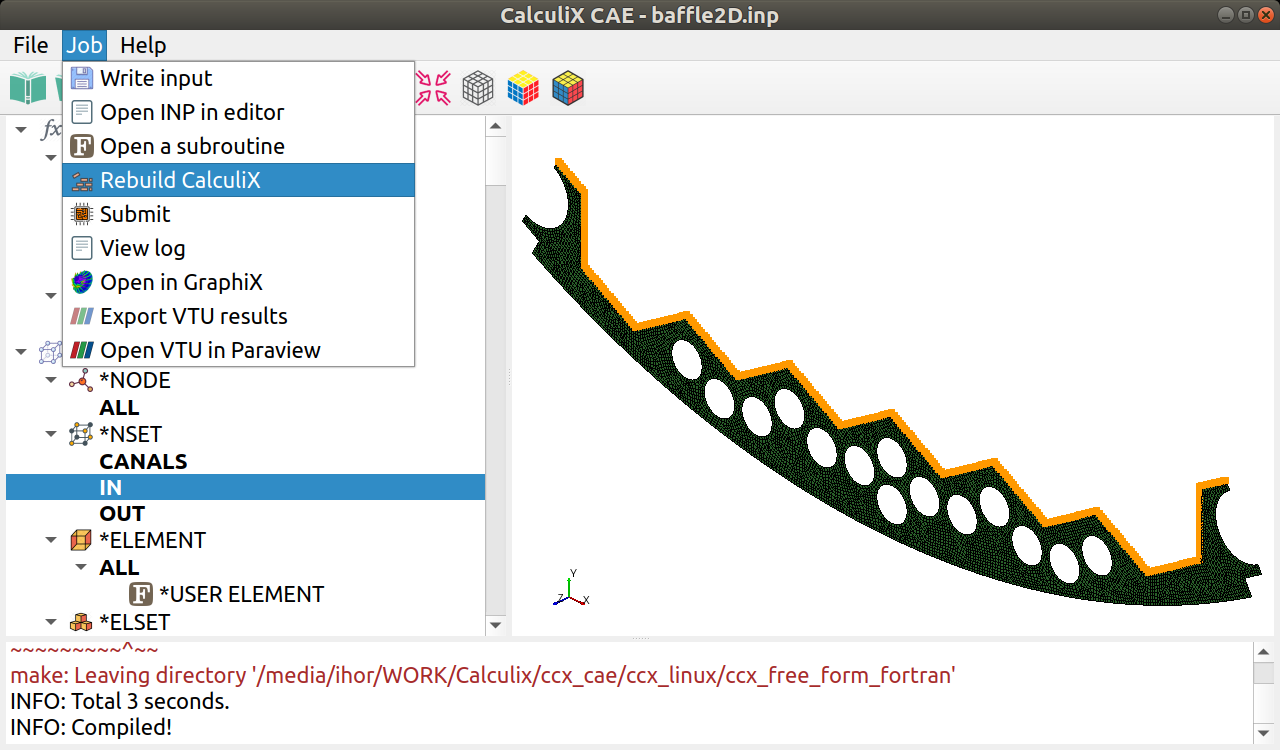 CalculiX CAE - baffle2D.inp
File Job Help
Write input
Open INP in editor
Open a subroutine
Rebuild CalculiX
Submit
View log
Open in GraphiX
Export VTU results
Open VTU in Paraview
fx
*NODE
ALL
*NSET
CANALS
IN
OUT
*ELEMENT
ALL
F *USER ELEMENT
*ELSET
Y
Z X
~~~~~~~~~^~~
make: Leaving directory '/media/ihor/WORK/Calculix/ccx_cae/ccx_linux/ccx_free_form_fortran'
INFO: Total 3 seconds.
INFO: Compiled!